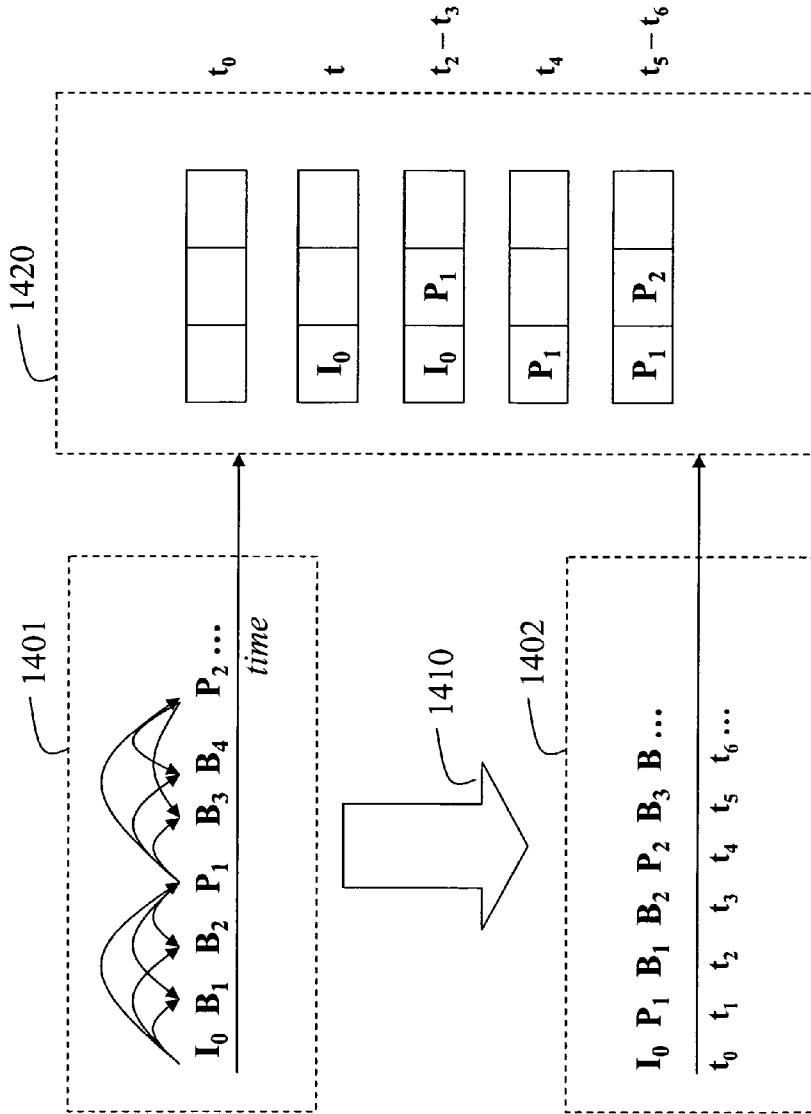 1401
I₀ B₁ B₂ P₁ B₃ B₄ P₂ ...
time
1410
1402
I₀ P₁ B₁ B₂ P₂ B₃ B ...
t₀ t₁ t₂ t₃ t₄ t₅ t₆ ...
1420
t₀
I₀ t
I₀ P₁ t₂ – t₃
P₁ t₄
P₁ P₂ t₅ – t₆